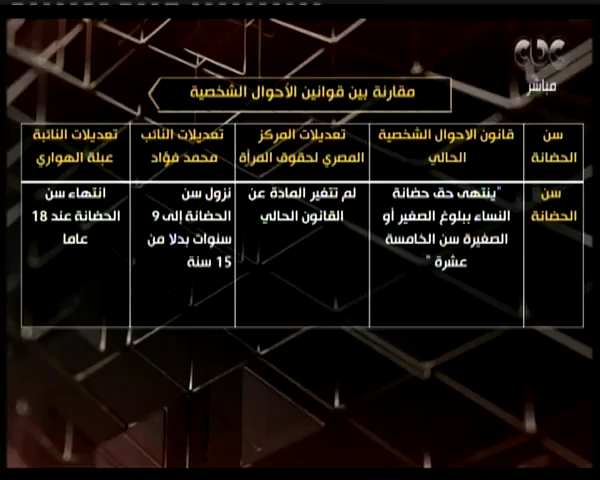 cbc
مباشر
مقارنة بين قوانين الأحوال الشخصية
سن
الحضانة
قانون الاحوال الشخصية
الحالي
تعديلات المركز
المصري لحقوق المرأة
تعديلات النائب
محمد فؤاد
تعديلات النائبة
عبلة الهواري
سن
الحضانة
"ينتهى حق حضانة
النساء ببلوغ الصغير أو
الصغيرة سن الخامسة
عشرة "
لم تتغير المادة عن
القانون الحالي
نزول سن
الحضانة إلى 9
سنوات بدلا من
15 سنة
انتهاء سن
الحضانة عند 18
عاما